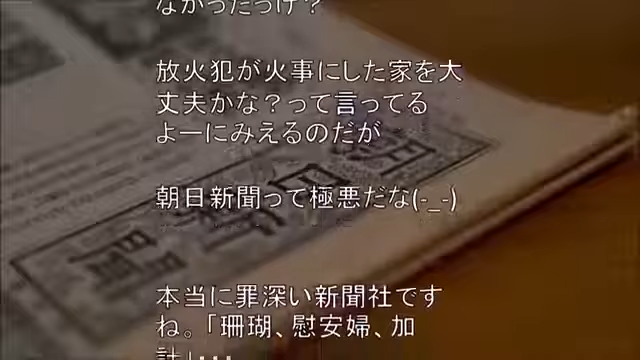 なかったっけ？
放火犯が火事にした家を大
丈夫かな？って言ってる
よーにみえるのだが
朝日新聞って極悪だな(-_-)
本当に罪深い新聞社です
ね。「珊瑚、慰安婦、加
計」・・・